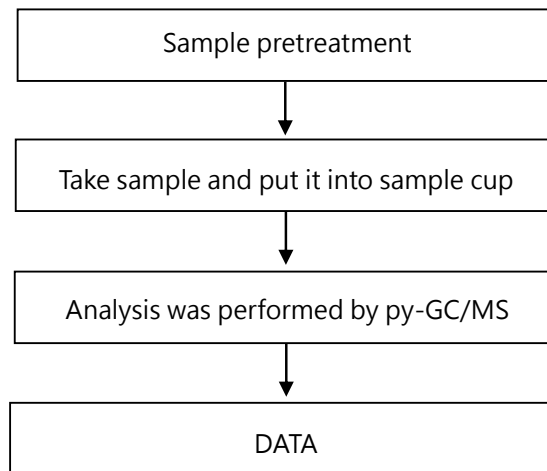 Sample pretreatment
Take sample and put it into sample cup
Analysis was performed by py-GC/MS
DATA